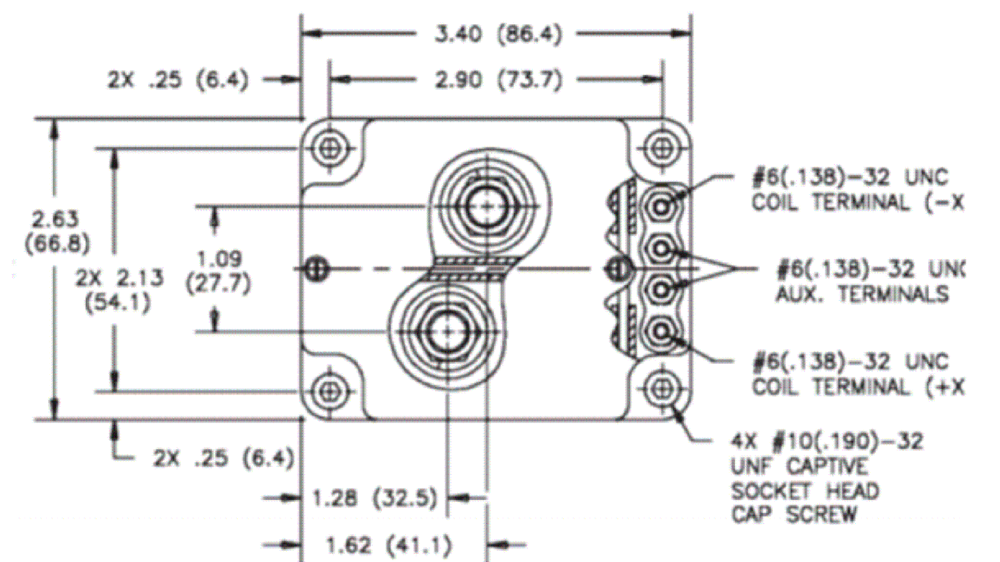 3.40 (86.4)
2X .25 (6.4)
2.90 (73.7)
#6(.138)-32 UNC
COIL TERMINAL (-X
2.63
(66.8)
1.09
(27.7)
2X 2.13
(54.1)
#6(.138)-32 UNC
AUX. TERMINALS
#6(.138)-32 UNC
COIL TERMINAL (+X
4X #10(.190)-32
UNF CAPTIVE
SOCKET HEAD
CAP SCREW
2X .25 (6.4)
1.28 (32.5)
1.62 (41.1)